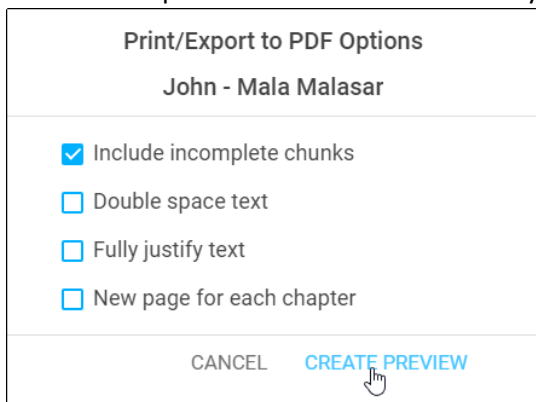 Print/Export to PDF Options
John - Mala Malasar
Include incomplete chunks
Double space text
Fully justify text
New page for each chapter
CANCEL CREATE PREVIEW